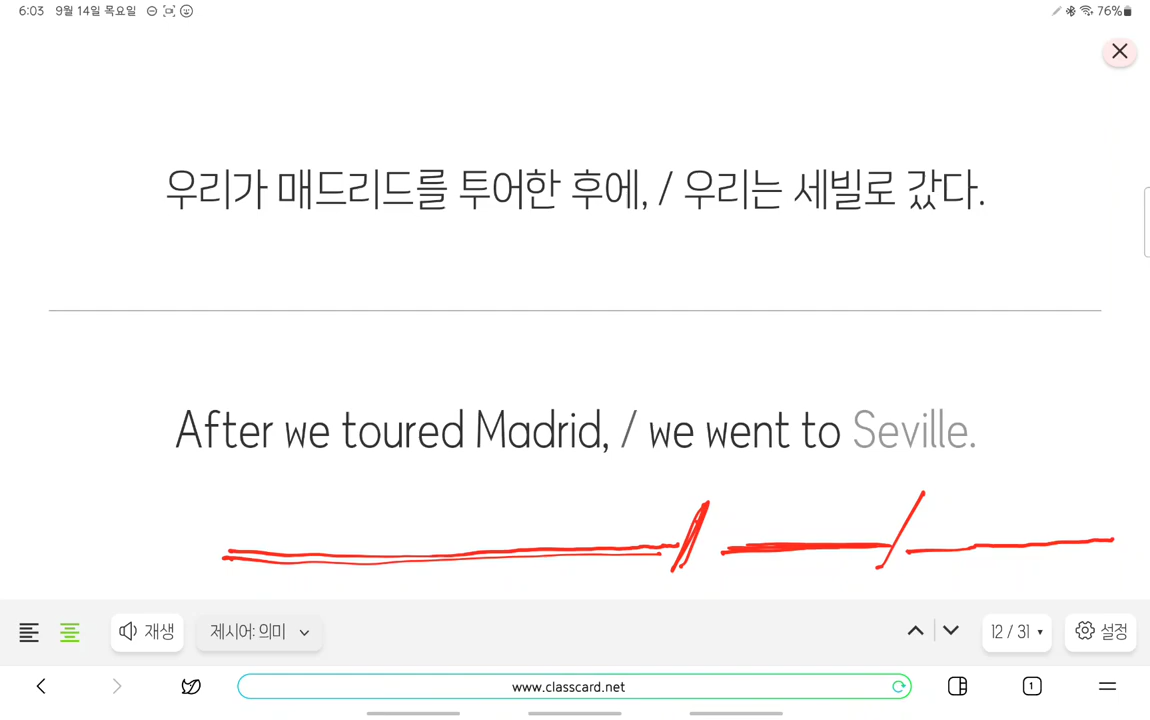 6:03 9월 14일 목요일
76%
우리가 매드리드를 투어한 후에, / 우리는 세빌로 갔다.
After we toured Madrid, / we went to Seville.
재생 제시어: 의미 12 / 31 설정
www.classcard.net 1